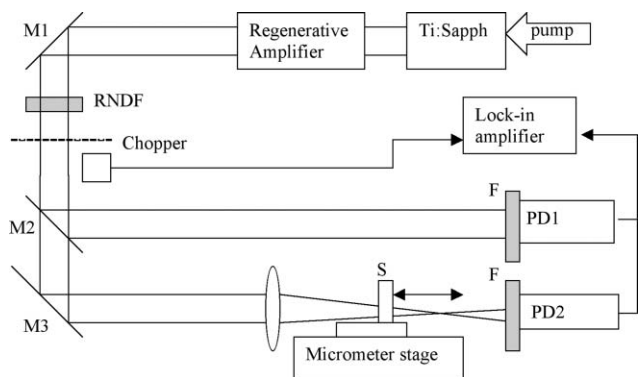 M1
Regenerative
Amplifier
Ti:Sapph
pump
RNDF
Chopper
Lock-in
amplifier
M2
F
PD1
M3
S
F
PD2
Micrometer stage